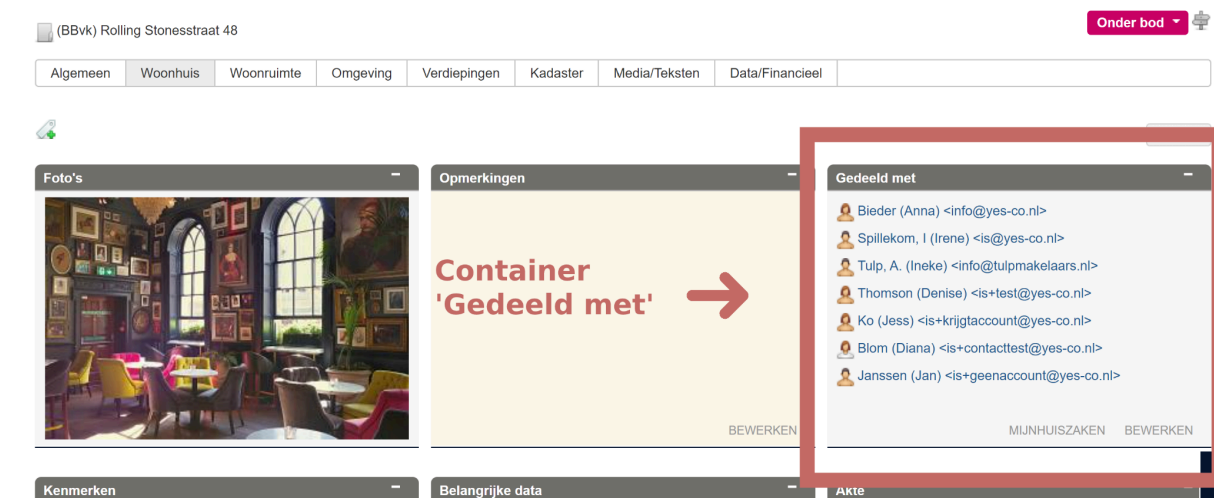 (BBvk) Rolling Stonesstraat 48
Onder bod
Algemeen Woonhuis Woonruimte Omgeving Verdiepingen Kadaster Media/Teksten Data/Financieel
Foto's
Opmerkingen
Container
'Gedeeld met'
BEWERKEN
Gedeeld met
Bieder (Anna) <info@yes-co.nl>
Spillekom, I (Irene) <is@yes-co.nl>
Tulp, A. (Ineke) <info@tulpmakelaars.nl>
Thomson (Denise) <is+test@yes-co.nl>
Ko (Jess) <is+krijgtaccount@yes-co.nl>
Blom (Diana) <is+contacttest@yes-co.nl>
Janssen (Jan) <is+geenaccount@yes-co.nl>
MIJNHUISZAKEN BEWERKEN
Kenmerken
Belangrijke data
Akte